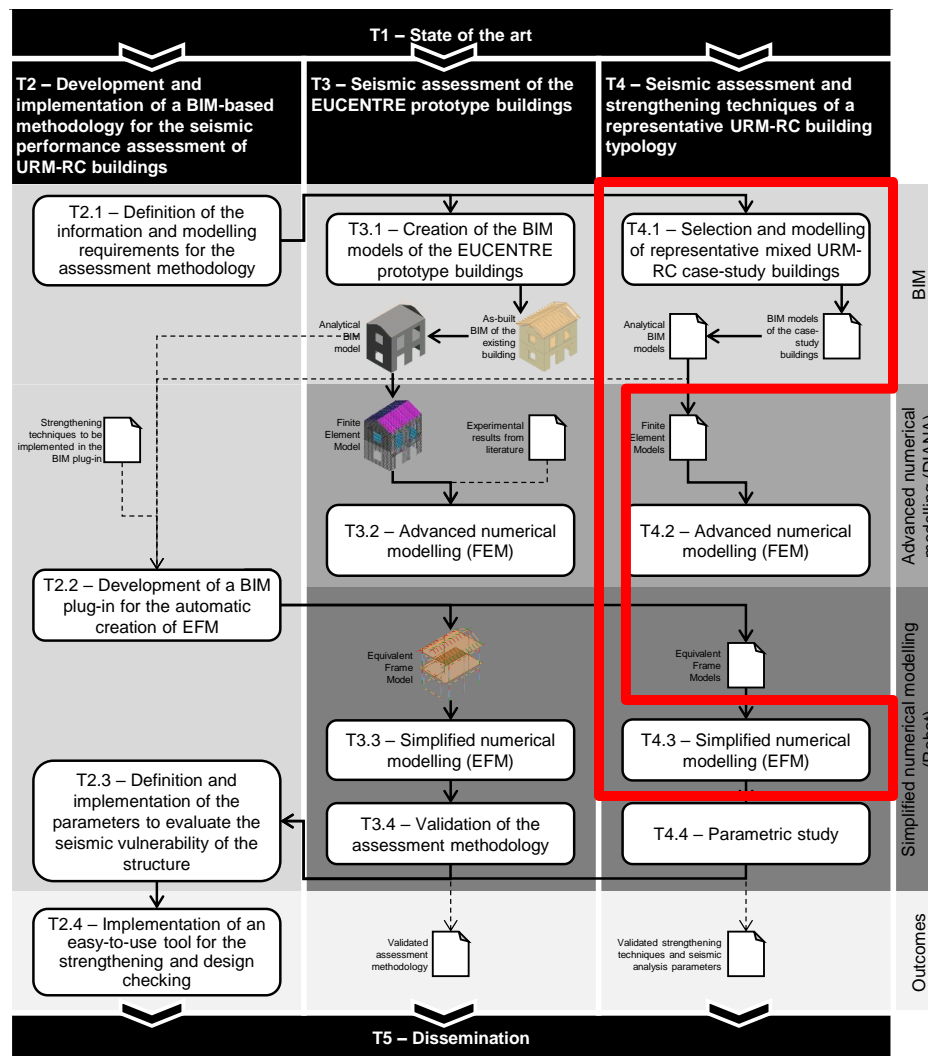 T1 – State of the art
T2 – Development and
implementation of a BIM-based
methodology for the seismic
performance assessment of
URM-RC buildings
T3 – Seismic assessment of the
EUCENTRE prototype buildings
T4 – Seismic assessment and
strengthening techniques of a
representative URM-RC building
typology
T2.1 – Definition of the
information and modelling
requirements for the
assessment methodology
T3.1 – Creation of the BIM
models of the EUCENTRE
prototype buildings
T4.1 – Selection and modelling
of representative mixed URM-
RC case-study buildings
BIM
Analytical
BIM
model
As-built
BIM of the
existing
building
Analytical
BIM
models
BIM models
of the case-
study
buildings
Strengthening
techniques to be
implemented in the
BIM plug-in
Finite
Element
Model
Experimental
results from
literature
Finite
Element
Models
Advanced numerical
modelling (DIANA)
T3.2 – Advanced numerical
modelling (FEM)
T4.2 – Advanced numerical
modelling (FEM)
T2.2 – Development of a BIM
plug-in for the automatic
creation of EFM
Equivalent
Frame
Model
Equivalent
Frame
Models
Simplified numerical modelling
(Robot)
T3.3 – Simplified numerical
modelling (EFM)
T4.3 – Simplified numerical
modelling (EFM)
T2.3 – Definition and
implementation of the
parameters to evaluate the
seismic vulnerability of the
structure
T3.4 – Validation of the
assessment methodology
T4.4 – Parametric study
T2.4 – Implementation of an
easy-to-use tool for the
strengthening and design
checking
Validated
assessment
methodology
Validated strengthening
techniques and seismic
analysis parameters
Outcomes
T5 – Dissemination